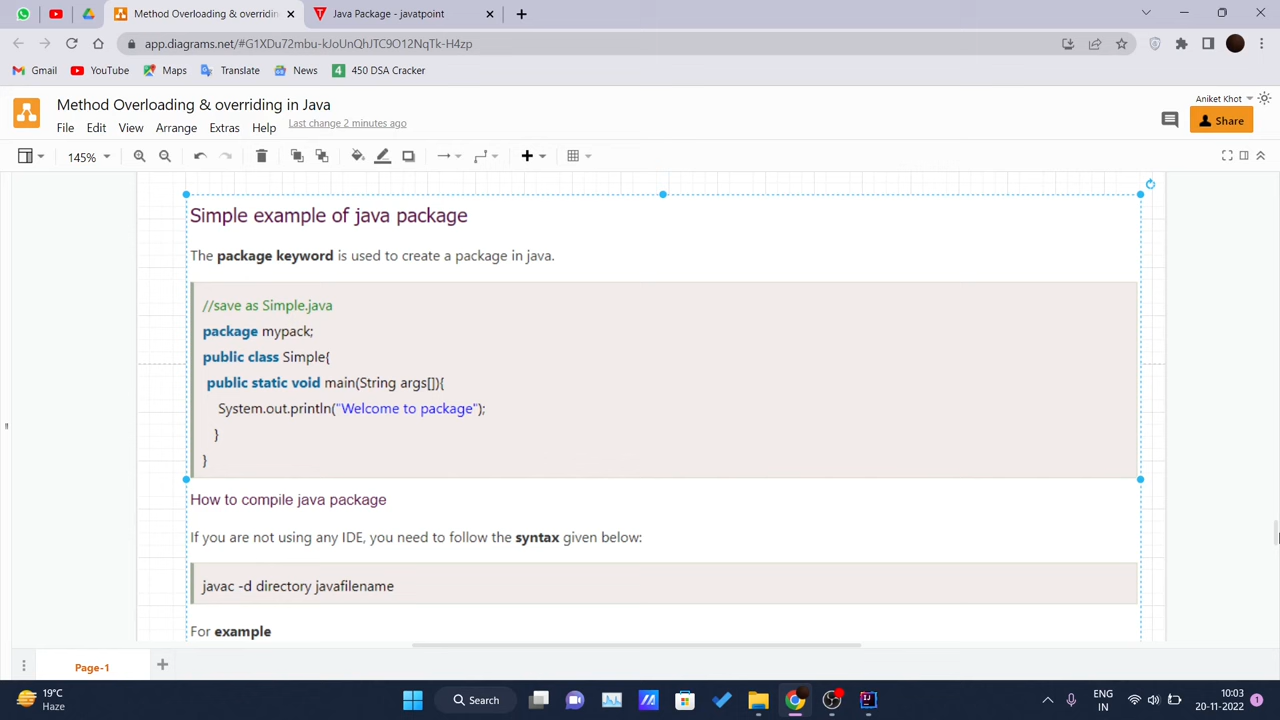 Method Overloading & overridin
Java Package - javatpoint
app.diagrams.net/#G1XDu72mbu-kJoUnQhJTC9O12NqTk-H4zp
Gmail YouTube Maps Translate News 4 450 DSA Cracker
Method Overloading & overriding in Java
Aniket Khot
File Edit View Arrange Extras Help Last change 2 minutes ago
Share
145%
Simple example of java package
The package keyword is used to create a package in java.
//save as Simple.java
package mypack;
public class Simple{
public static void main(String args[]){
System.out.println("Welcome to package");
}
}
How to compile java package
If you are not using any IDE, you need to follow the syntax given below:
javac -d directory javafilename
For example
Page-1
19°C
Haze
Search
ENG
IN
10:03
20-11-2022
1